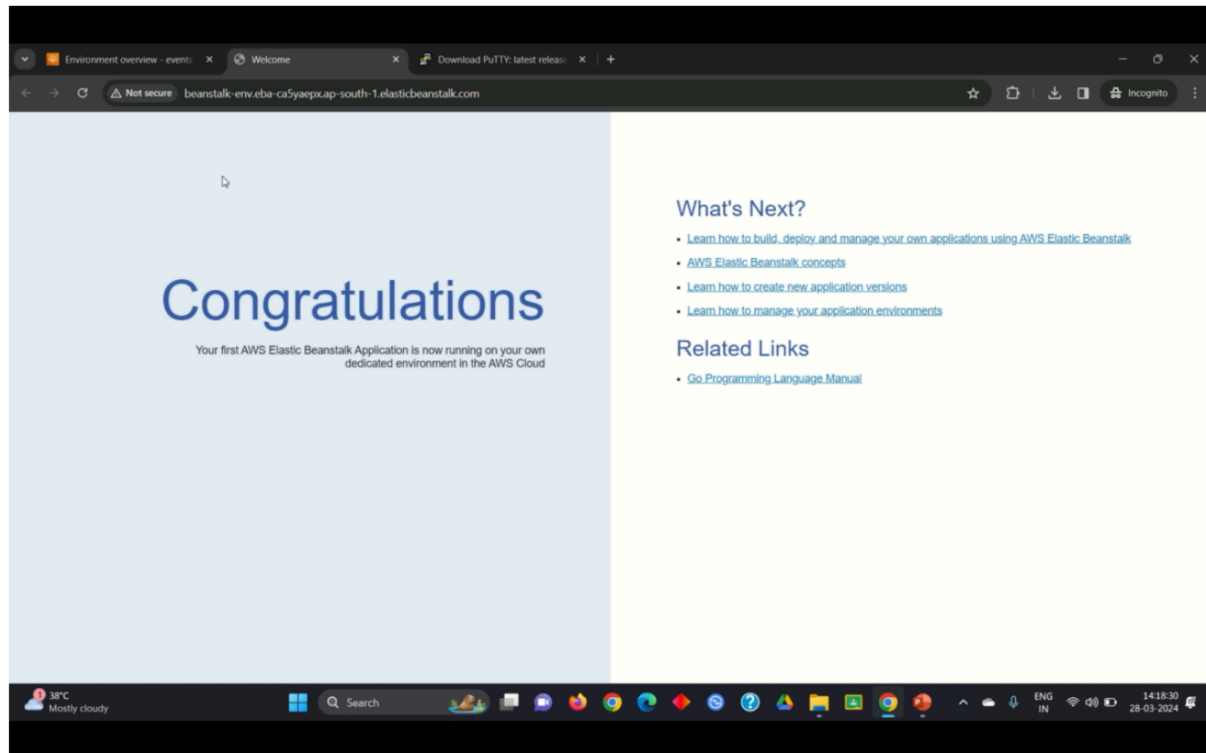 Environment overview - events
Welcome
Download PuTTY: latest release
Not secure
beanstalk-env.eba-ca5yaepx.ap-south-1.elasticbeanstalk.com
Incognito
Congratulations
Your first AWS Elastic Beanstalk Application is now running on your own
dedicated environment in the AWS Cloud
What's Next?
Learn how to build, deploy and manage your own applications using AWS Elastic Beanstalk
AWS Elastic Beanstalk concepts
Learn how to create new application versions
Learn how to manage your application environments
Related Links
Go Programming Language Manual
1
38°C
Mostly cloudy
Search
ENG
IN
14:18:30
28-03-2024